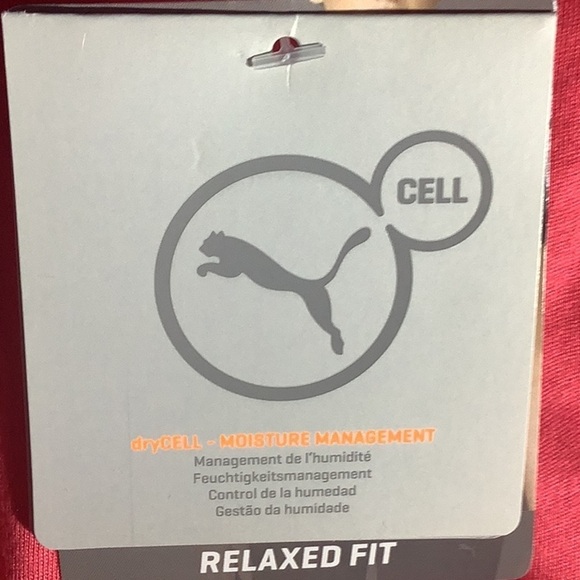 CELL
dryCELL - MOISTURE MANAGEMENT
Management de l'humidité
Feuchtigkeitsmanagement
Control de la humedad
Gestão da humidade
RELAXED FIT